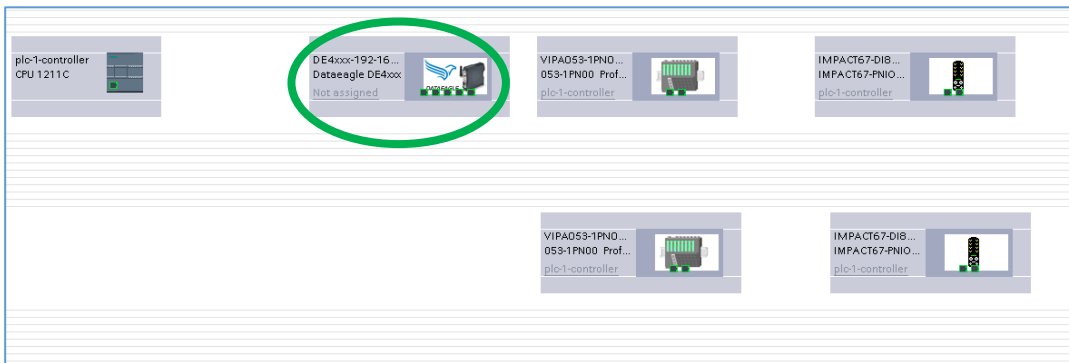 plc-1-controller
CPU 1211C
DE4xxx-192-16...
Dataeagle DE4xxx
Not assigned
DATAEAGLE
VIPA053-1PN0...
053-1PN00 Prof...
plc-1-controller
IMPACT67-DI8...
IMPACT67-PNIO...
plc-1-controller
VIPA053-1PN0...
053-1PN00 Prof...
plc-1-controller
IMPACT67-DI8...
IMPACT67-PNIO...
plc-1-controller